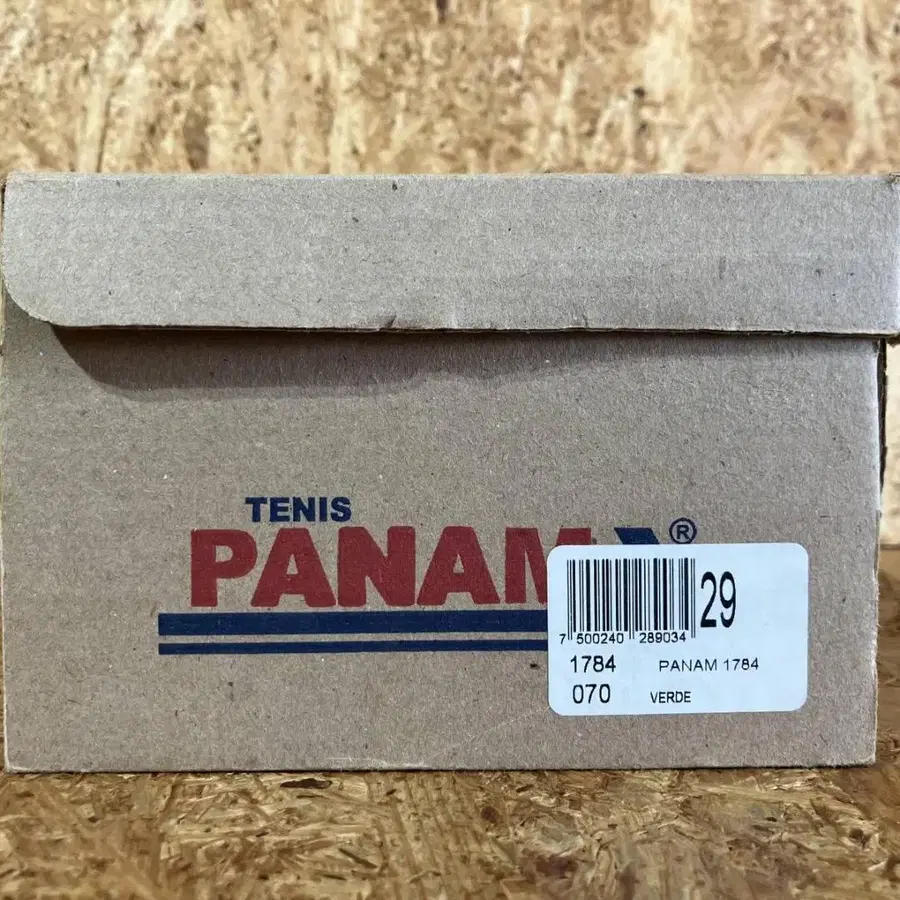 TENIS
PANAM ®
29
7 500240 289034
1784 PANAM 1784
070 VERDE